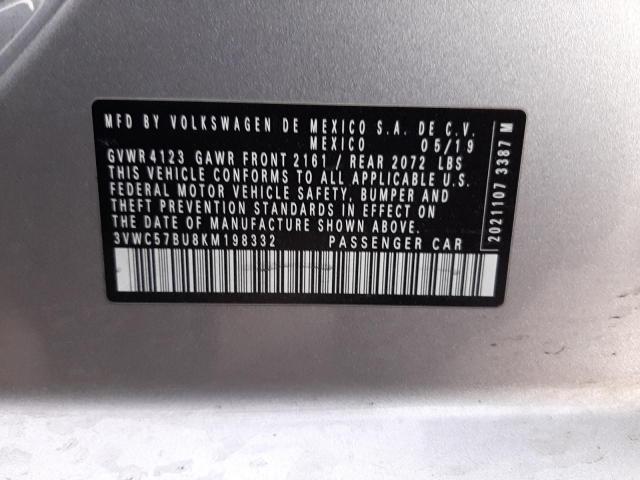 MFD BY VOLKSWAGEN DE MEXICO S.A. DE C.V.
MEXICO 05/19
GVWR 4123 GAWR FRONT 2161 / REAR 2072 LBS
THIS VEHICLE CONFORMS TO ALL APPLICABLE U.S.
FEDERAL MOTOR VEHICLE SAFETY, BUMPER AND
THEFT PREVENTION STANDARDS IN EFFECT ON
THE DATE OF MANUFACTURE SHOWN ABOVE.
3VWC57BU8KM198332 PASSENGER CAR
2021107 3387 M